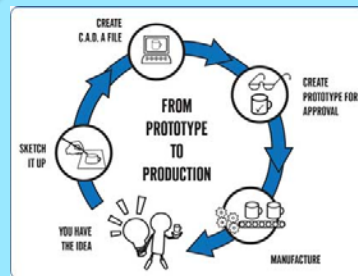 CREATE
C.A.D. A FILE
CREATE
PROTOTYPE FOR
APPROVAL
FROM
PROTOTYPE
TO
PRODUCTION
SKETCH
IT UP
YOU HAVE
THE IDEA
MANUFACTURE